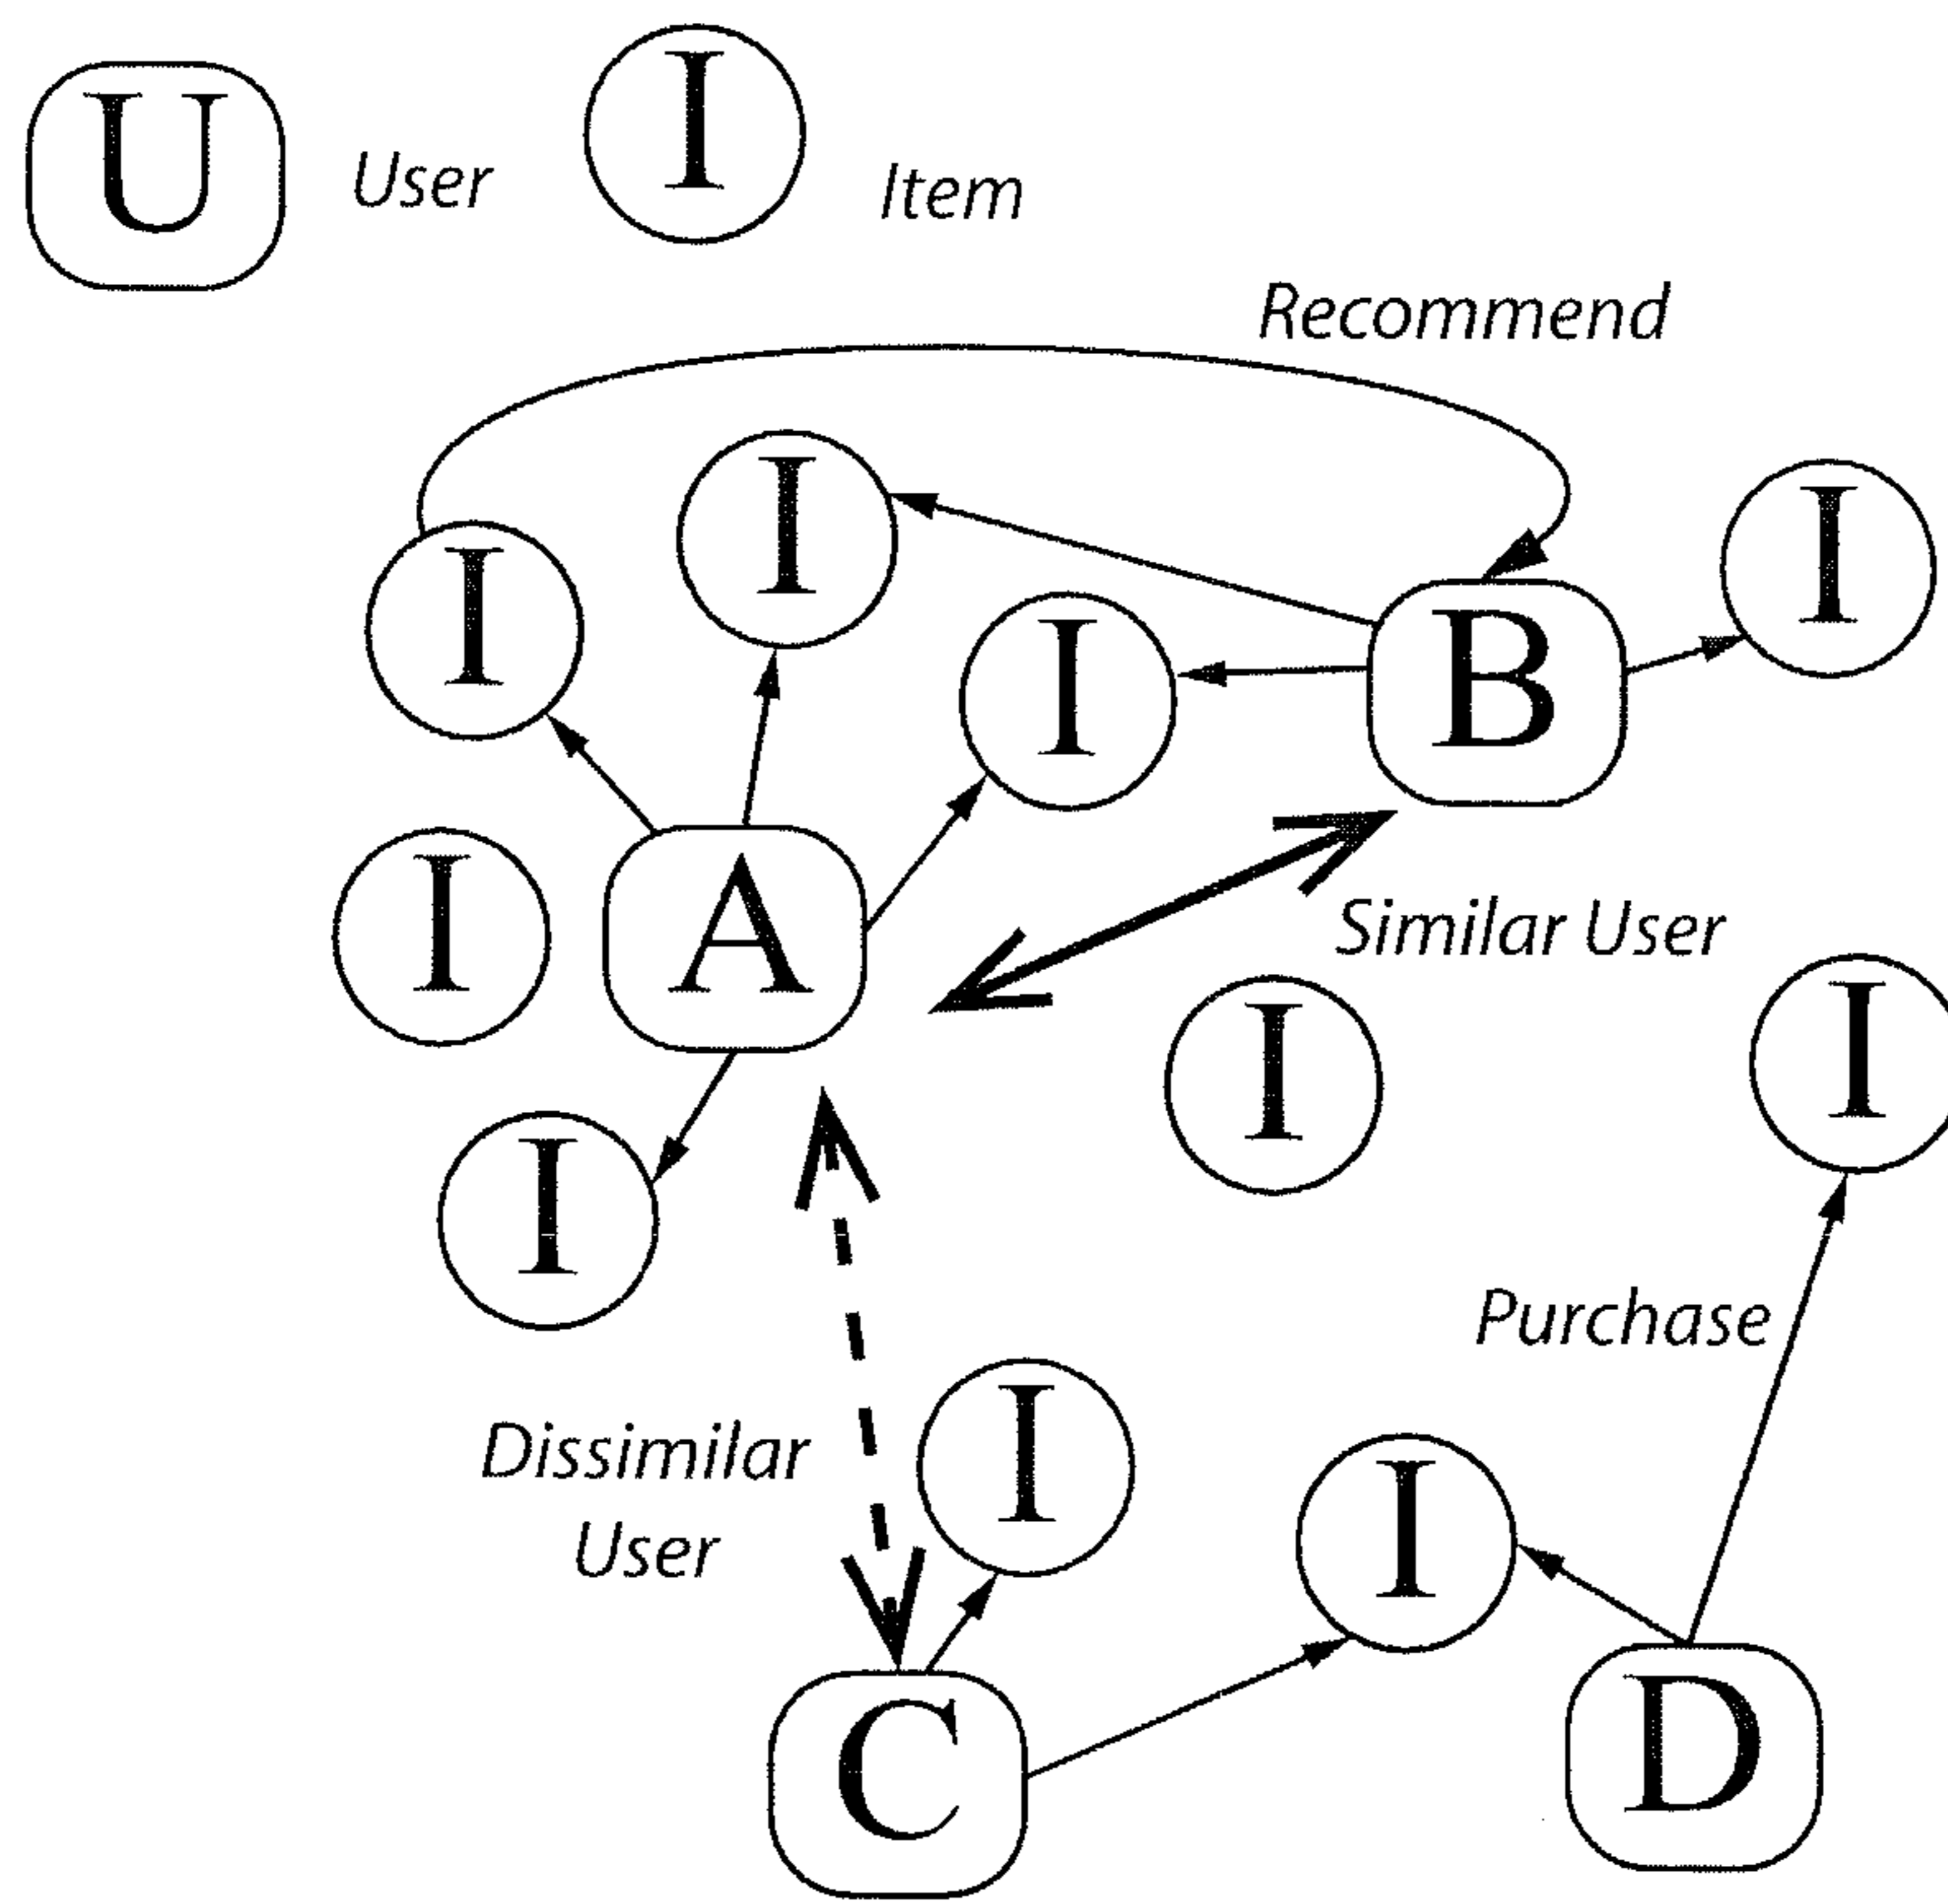 U
User
I
Item
Recommend
I
I
I
I
B
I
A
Similar User
I
I
I
Purchase
I
Dissimilar
User
I
I
C
D